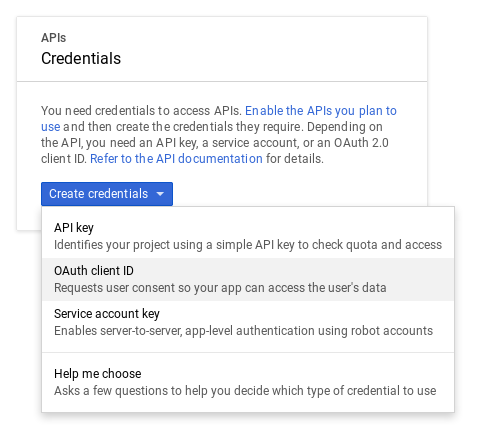 APIs
Credentials
You need credentials to access APIs. Enable the APIs you plan to
use and then create the credentials they require. Depending on
the API, you need an API key, a service account, or an OAuth 2.0
client ID. Refer to the API documentation for details.
Create credentials
API key
Identifies your project using a simple API key to check quota and access
OAuth client ID
Requests user consent so your app can access the user's data
Service account key
Enables server-to-server, app-level authentication using robot accounts
Help me choose
Asks a few questions to help you decide which type of credential to use